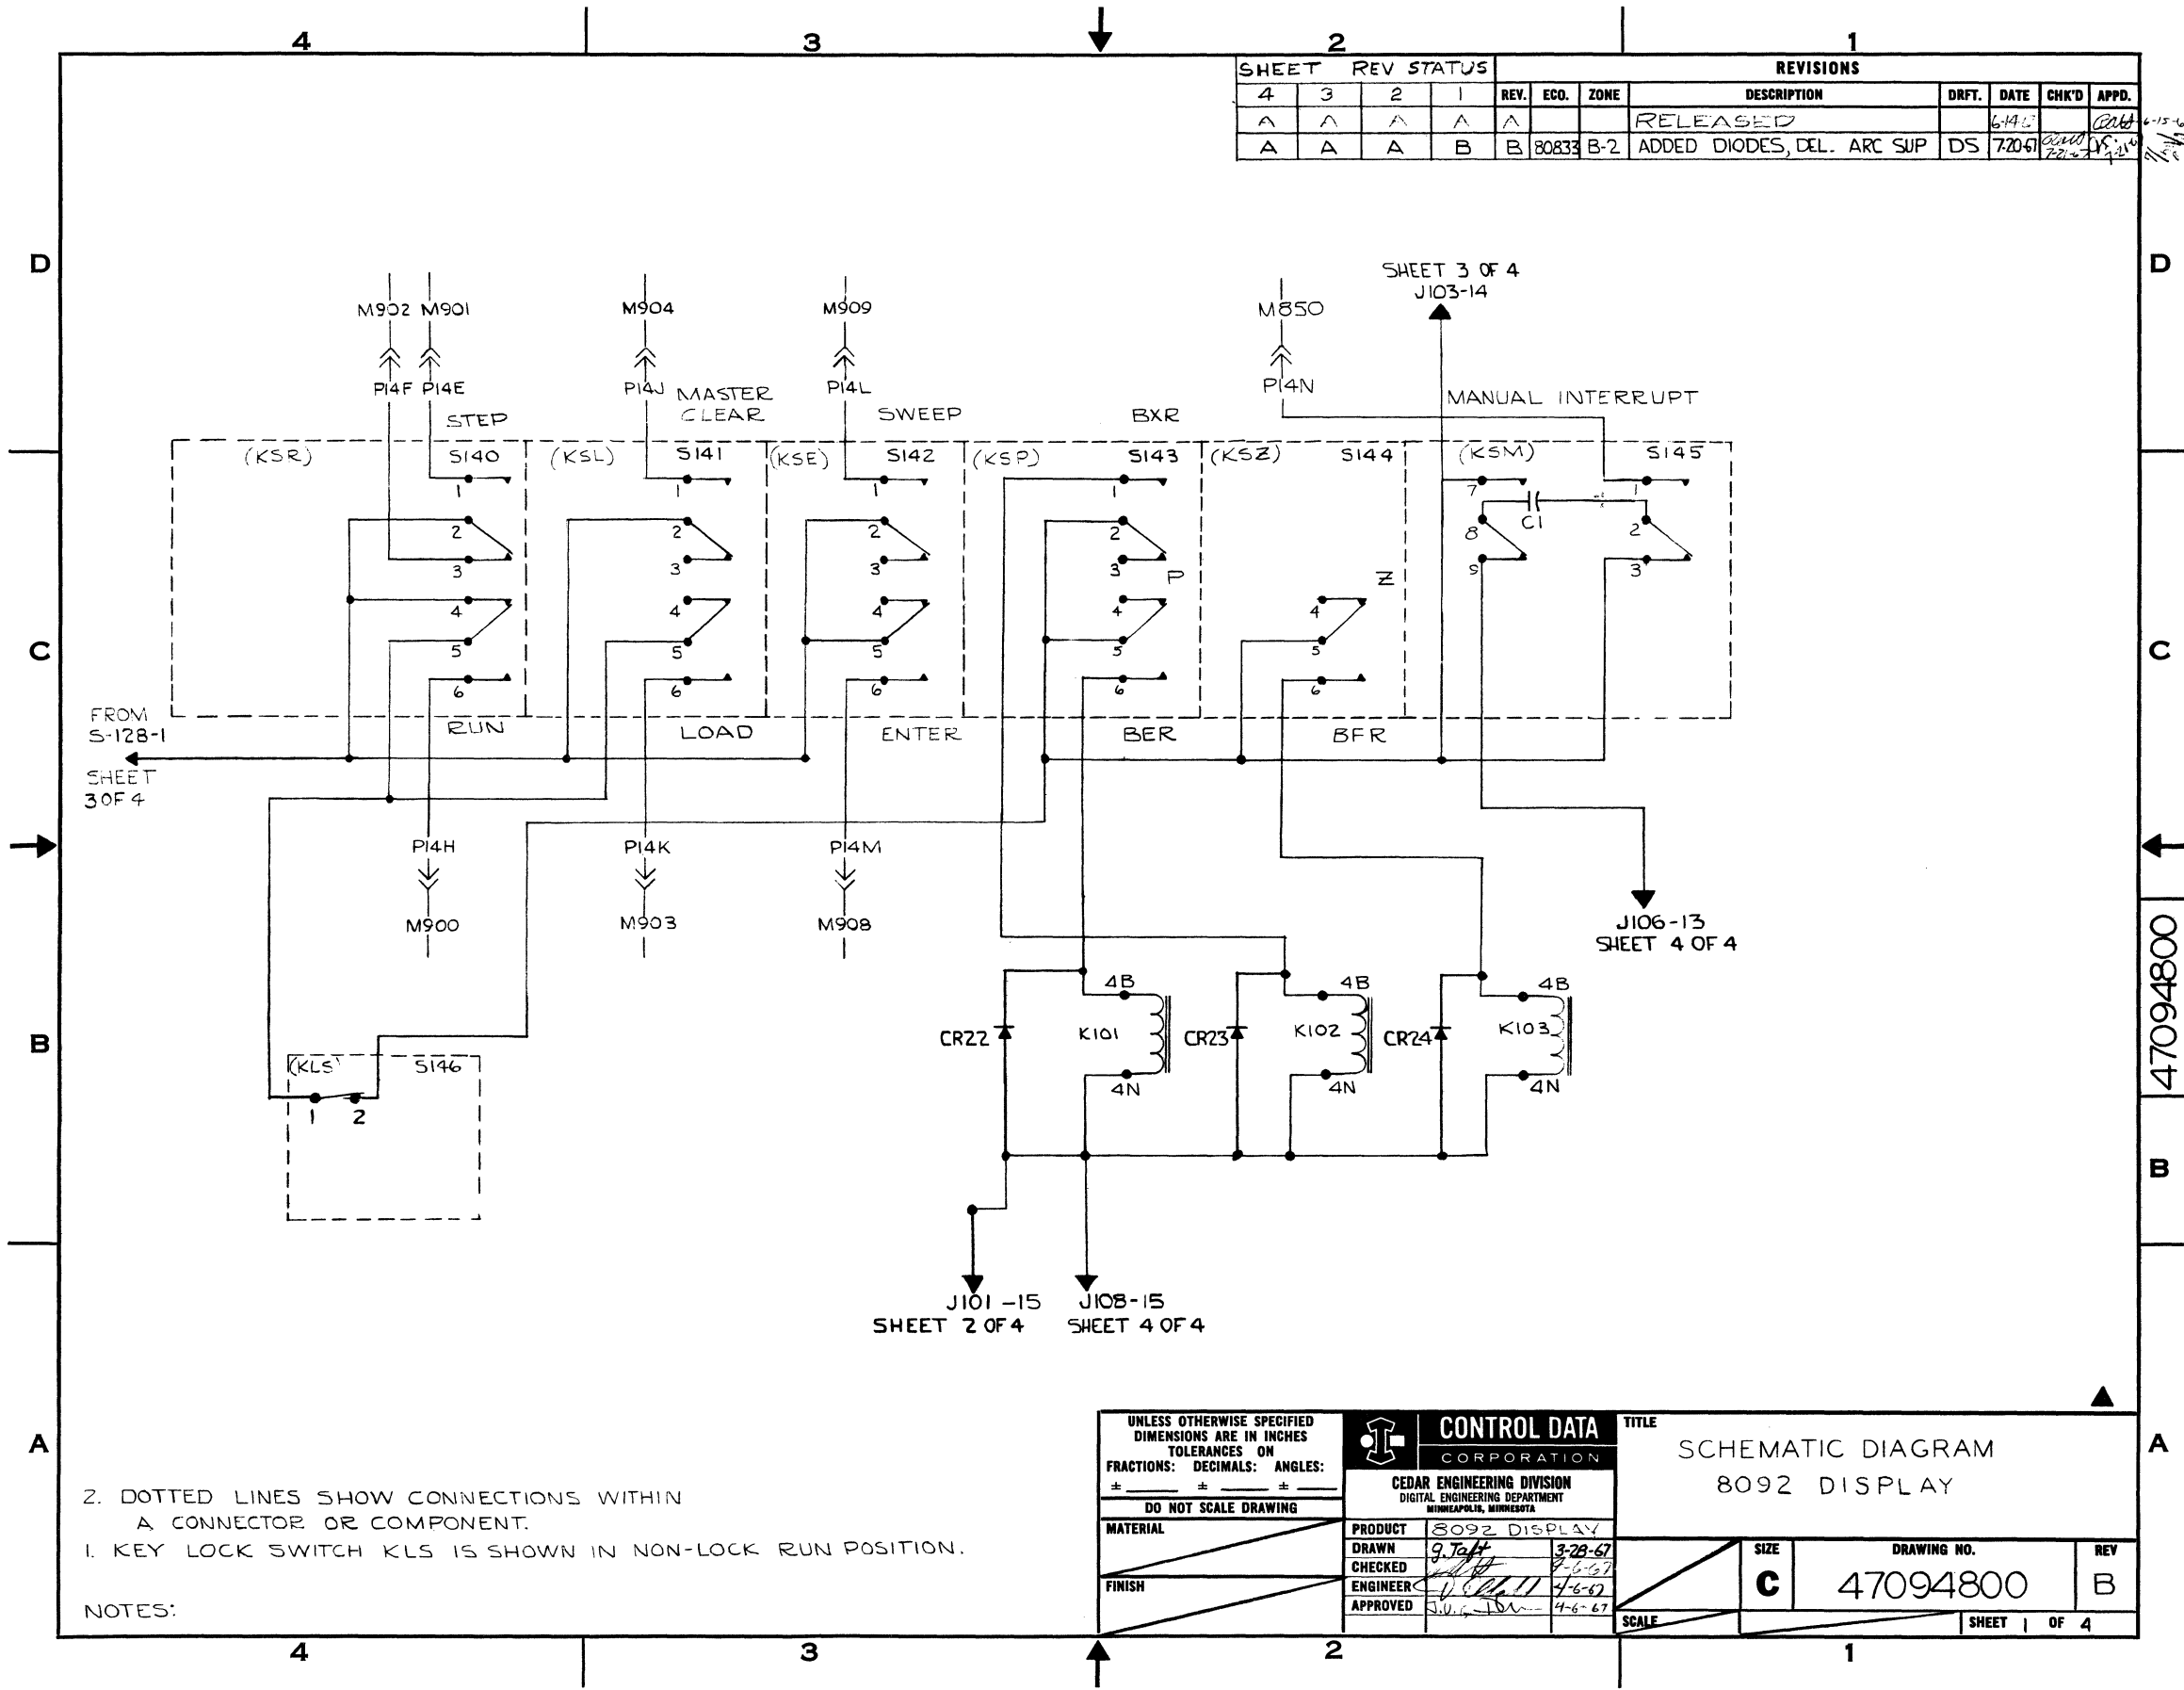 4 3 2 1
SHEET REV STATUS REVISIONS
4 3 2 1 REV. ECO. ZONE DESCRIPTION DRFT. DATE CHK'D APPD.
A A A A A RELEASED
A A A B B 80833 B-2 ADDED DIODES, DEL. ARC SUP DS 7-20-67
D D
SHEET 3 OF 4
J103-14
M902 M901 M904 M909 M850
P14F P14E P14J P14L P14N
MASTER
CLEAR
STEP SWEEP BXR MANUAL INTERRUPT
(KSR) S140 (KSL) S141 (KSE) S142 (KSP) S143 (KSZ) S144 (KSM) S145
1 1 1 1 7 1
C1
2 2 2 2 8 2
3 3 3 3 9 3
P Z
4 4 4 4 4
C C
5 5 5 5 5
6 6 6 6 6
FROM
S-128-1
RUN LOAD ENTER BER BFR
SHEET
3 OF 4
P14H P14K P14M
M900 M903 M908
J106-13
SHEET 4 OF 4
47094800
4B 4B 4B
CR22 K101 CR23 K102 CR24 K103
4N 4N 4N
B
(KLS) S146
1 2
B
J101-15 J108-15
SHEET 2 OF 4 SHEET 4 OF 4
A A
2. DOTTED LINES SHOW CONNECTIONS WITHIN
A CONNECTOR OR COMPONENT.
1. KEY LOCK SWITCH KLS IS SHOWN IN NON-LOCK RUN POSITION.
NOTES:
UNLESS OTHERWISE SPECIFIED
DIMENSIONS ARE IN INCHES
TOLERANCES ON
FRACTIONS: DECIMALS: ANGLES:
± ± ±
DO NOT SCALE DRAWING
MATERIAL
FINISH
CONTROL DATA
CORPORATION
CEDAR ENGINEERING DIVISION
DIGITAL ENGINEERING DEPARTMENT
MINNEAPOLIS, MINNESOTA
PRODUCT 8092 DISPLAY
DRAWN G. Taft 3-28-67
CHECKED 4-6-67
ENGINEER 4-6-67
APPROVED 4-6-67
TITLE
SCHEMATIC DIAGRAM
8092 DISPLAY
SIZE DRAWING NO. REV
C 47094800 B
SCALE SHEET 1 OF 4
4 3 2 1